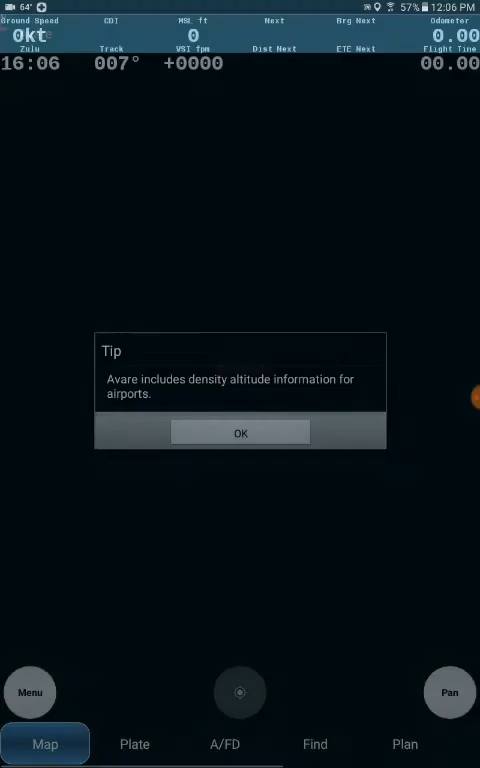 64° 57% 12:06 PM
Ground Speed CDI MSL ft Next Brg Next Odometer
0kt 0 0.00
Zulu Track VSI fpm Dist Next ETE Next Flight Time
16:06 007° +0000 00.00
Tip
Avare includes density altitude information for
airports.
OK
Menu Pan
Map Plate A/FD Find Plan